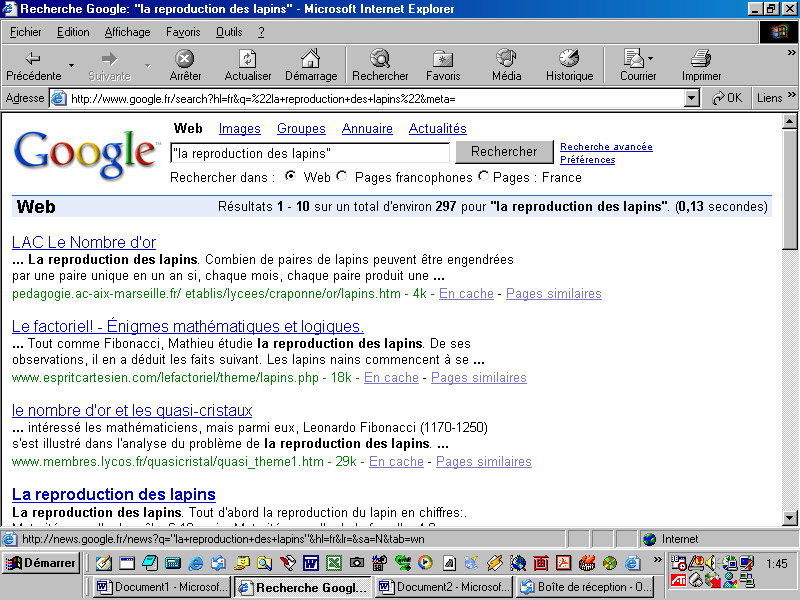 Recherche Google: "la reproduction des lapins" - Microsoft Internet Explorer
Fichier Edition Affichage Favoris Outils ?
Précédente Suivante Arrêter Actualiser Démarrage Rechercher Favoris Média Historique Courrier Imprimer »
Adresse http://www.google.fr/search?hl=fr&q=%22la+reproduction+des+lapins%22&meta= OK Liens »
Google™
Web Images Groupes Annuaire Actualités
"la reproduction des lapins" Rechercher Recherche avancée
Préférences
Rechercher dans : Web Pages francophones Pages : France
Web Résultats 1 - 10 sur un total d'environ 297 pour "la reproduction des lapins". (0,13 secondes)
LAC Le Nombre d'or
... La reproduction des lapins. Combien de paires de lapins peuvent être engendrées
par une paire unique en un an si, chaque mois, chaque paire produit une ...
pedagogie.ac-aix-marseille.fr/ etablis/lycees/craponne/or/lapins.htm - 4k - En cache - Pages similaires
Le factoriel! - Énigmes mathématiques et logiques.
... Tout comme Fibonacci, Mathieu étudie la reproduction des lapins. De ses
observations, il en a déduit les faits suivant. Les lapins nains commencent à se ...
www.espritcartesien.com/lefactoriel/theme/lapins.php - 18k - En cache - Pages similaires
le nombre d'or et les quasi-cristaux
... intéressé les mathématiciens, mais parmi eux, Leonardo Fibonacci (1170-1250)
s'est illustré dans l'analyse du problème de la reproduction des lapins. ...
www.membres.lycos.fr/quasicristal/quasi_theme1.htm - 29k - En cache - Pages similaires
La reproduction des lapins
La reproduction des lapins. Tout d'abord la reproduction du lapin en chiffres:.
http://news.google.fr/news?q="la+reproduction+des+lapins"&hl=fr&lr=&sa=N&tab=wn Internet
Démarrer » 1:45
Document1 - Microsof... Recherche Googl... Document2 - Microsof... Boîte de réception - O...